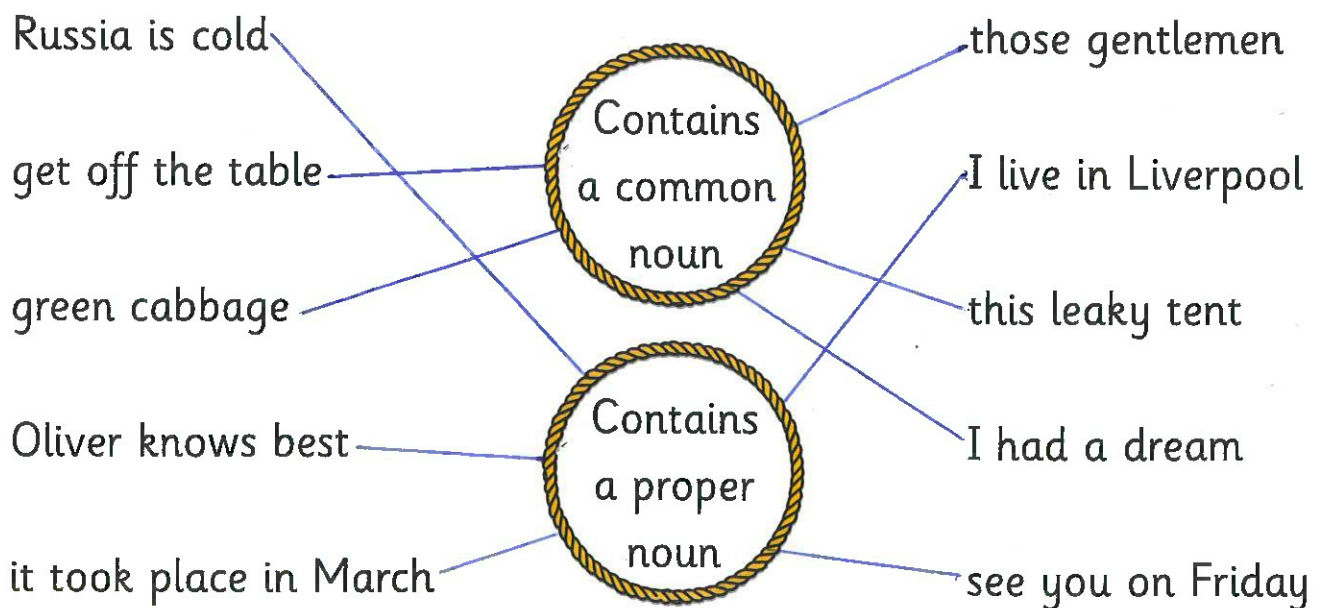 Russia is cold
get off the table
green cabbage
Oliver knows best
it took place in March
Contains
a common
noun
Contains
a proper
noun
those gentlemen
I live in Liverpool
this leaky tent
I had a dream
see you on Friday